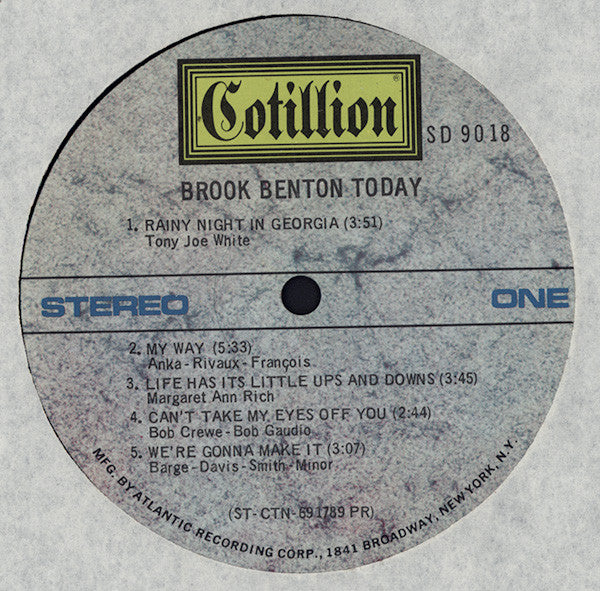 Cotillion ®
SD 9018
BROOK BENTON TODAY
1. RAINY NIGHT IN GEORGIA (3:51)
Tony Joe White
STEREO ONE
2. MY WAY (5:33)
Anka-Rivaux-François
3. LIFE HAS ITS LITTLE UPS AND DOWNS (3:45)
Margaret Ann Rich
4. CAN'T TAKE MY EYES OFF YOU (2:44)
Bob Crewe-Bob Gaudio
5. WE'RE GONNA MAKE IT (3:07)
Barge-Davis-Smith-Minor
(ST-CTN-691789 PR)
MFG. BY ATLANTIC RECORDING CORP., 1841 BROADWAY, NEW YORK, N.Y.